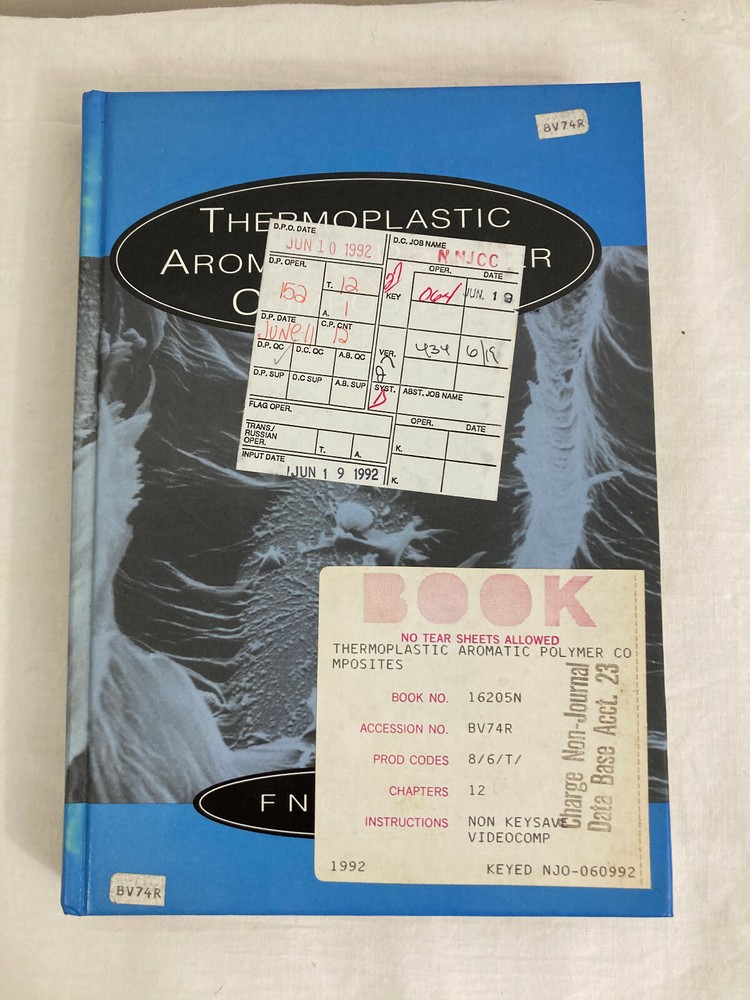 BV74R
THERMOPLASTIC
AROM ER
C
D.P.O. DATE
JUN 10 1992
D.P. OPER.
152
T. 12
A. 1
D.P. DATE
JUNE 11
C.P. CNT
12
D.P. QC
D.C. QC
A.B. QC
D.P. SUP
D.C SUP
A.B. SUP
FLAG OPER.
TRANS./
RUSSIAN
OPER.
T.
A.
INPUT DATE
JUN 19 1992
D.C. JOB NAME
NNJCC
OPER.
DATE
KEY
064
JUN. 19
VER.
434
6/19
SYST.
ABST. JOB NAME
OPER.
DATE
K.
K.
BOOK
NO TEAR SHEETS ALLOWED
THERMOPLASTIC AROMATIC POLYMER CO
MPOSITES
BOOK NO. 16205N
ACCESSION NO. BV74R
PROD CODES 8/6/T/
CHAPTERS 12
INSTRUCTIONS NON KEYSAVE
VIDEOCOMP
1992 KEYED NJO-060992
Charge Non-Journal
Data Base Acct. 23
F N
BV74R